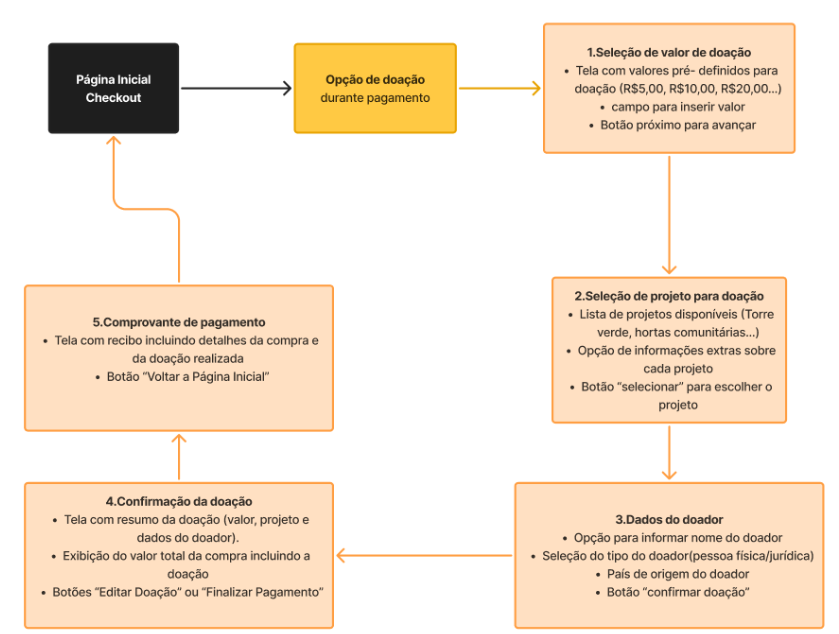 Página Inicial
Checkout
Opção de doação
durante pagamento
1.Seleção de valor de doação
• Tela com valores pré- definidos para
doação (R$5,00, R$10,00, R$20,00...)
• campo para inserir valor
• Botão próximo para avançar
2.Seleção de projeto para doação
• Lista de projetos disponíveis (Torre
verde, hortas comunitárias...)
• Opção de informações extras sobre
cada projeto
• Botão “selecionar” para escolher o
projeto
3.Dados do doador
• Opção para informar nome do doador
• Seleção do tipo do doador(pessoa física/jurídica)
• País de origem do doador
• Botão “confirmar doação”
4.Confirmação da doação
• Tela com resumo da doação (valor, projeto e
dados do doador).
• Exibição do valor total da compra incluindo a
doação
• Botões “Editar Doação” ou “Finalizar Pagamento”
5.Comprovante de pagamento
• Tela com recibo incluindo detalhes da compra e
da doação realizada
• Botão “Voltar a Página Inicial”